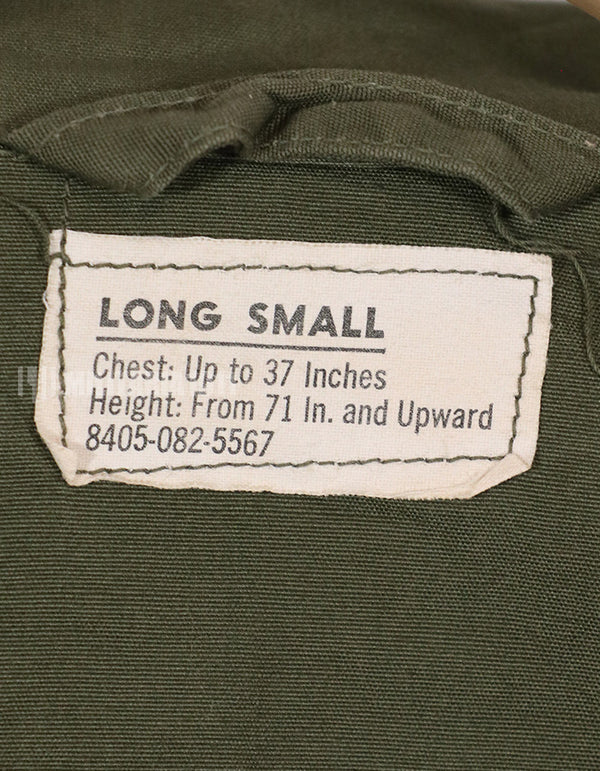 LONG SMALL
Chest: Up to 37 Inches
Height: From 71 In. and Upward
8405-082-5567